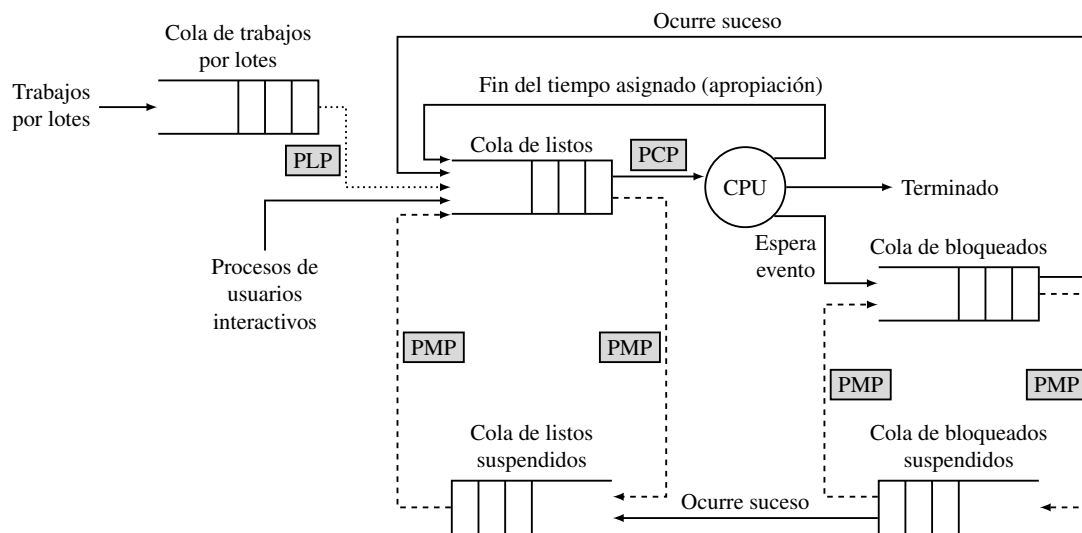 Ocurre suceso
Cola de trabajos
por lotes
Trabajos
por lotes
Fin del tiempo asignado (apropiación)
PLP
Cola de listos
PCP
CPU
Terminado
Procesos de
usuarios
interactivos
Espera
evento
Cola de bloqueados
PMP
PMP
PMP
PMP
Cola de listos
suspendidos
Cola de bloqueados
suspendidos
Ocurre suceso